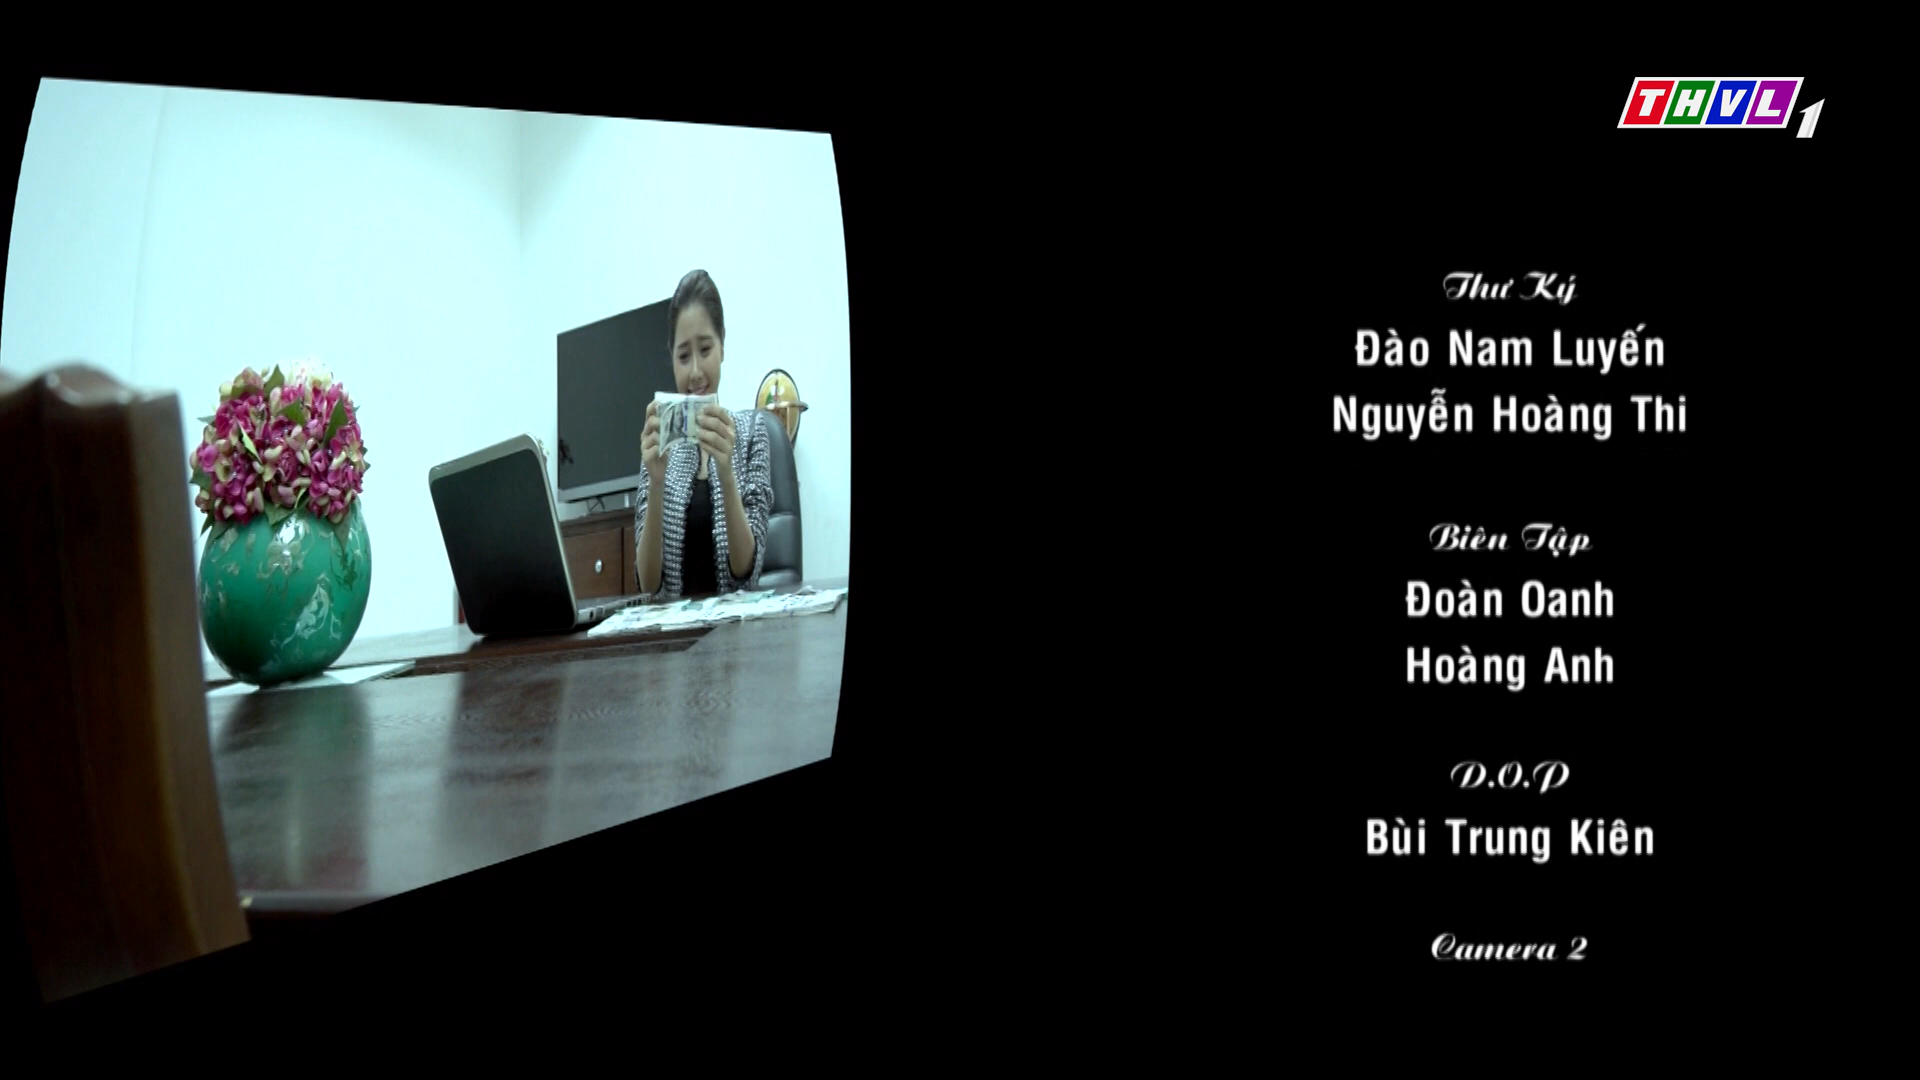 THVL1
Thư Ký
Đào Nam Luyến
Nguyễn Hoàng Thi
Biên Tập
Đoàn Oanh
Hoàng Anh
D.O.P
Bùi Trung Kiên
Camera 2